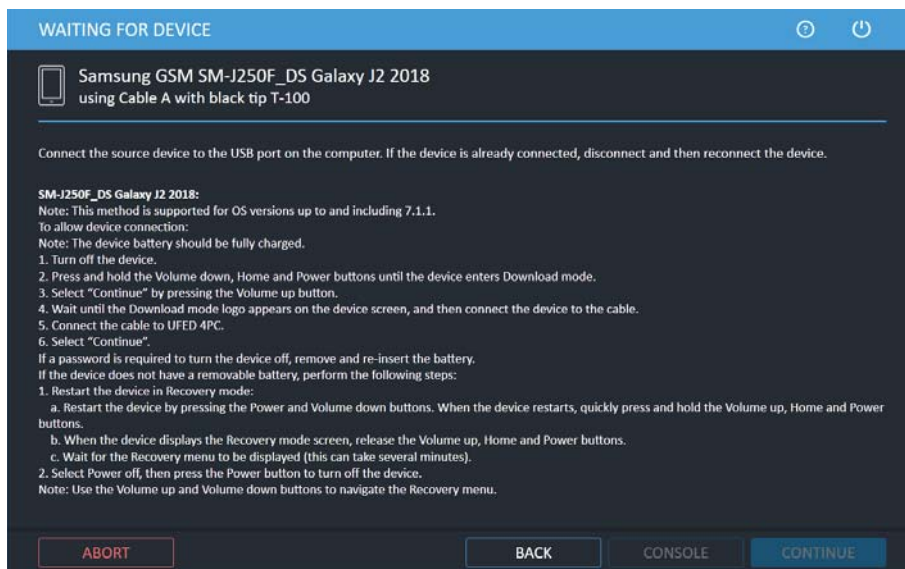 WAITING FOR DEVICE
Samsung GSM SM-J250F_DS Galaxy J2 2018
using Cable A with black tip T-100
Connect the source device to the USB port on the computer. If the device is already connected, disconnect and then reconnect the device.
SM-J250F_DS Galaxy J2 2018:
Note: This method is supported for OS versions up to and including 7.1.1.
To allow device connection:
Note: The device battery should be fully charged.
1. Turn off the device.
2. Press and hold the Volume down, Home and Power buttons until the device enters Download mode.
3. Select “Continue” by pressing the Volume up button.
4. Wait until the Download mode logo appears on the device screen, and then connect the device to the cable.
5. Connect the cable to UFED 4PC.
6. Select “Continue”.
If a password is required to turn the device off, remove and re-insert the battery.
If the device does not have a removable battery, perform the following steps:
1. Restart the device in Recovery mode:
a. Restart the device by pressing the Power and Volume down buttons. When the device restarts, quickly press and hold the Volume up, Home and Power
buttons.
b. When the device displays the Recovery mode screen, release the Volume up, Home and Power buttons.
c. Wait for the Recovery menu to be displayed (this can take several minutes).
2. Select Power off, then press the Power button to turn off the device.
Note: Use the Volume up and Volume down buttons to navigate the Recovery menu.
ABORT
BACK
CONSOLE
CONTINUE